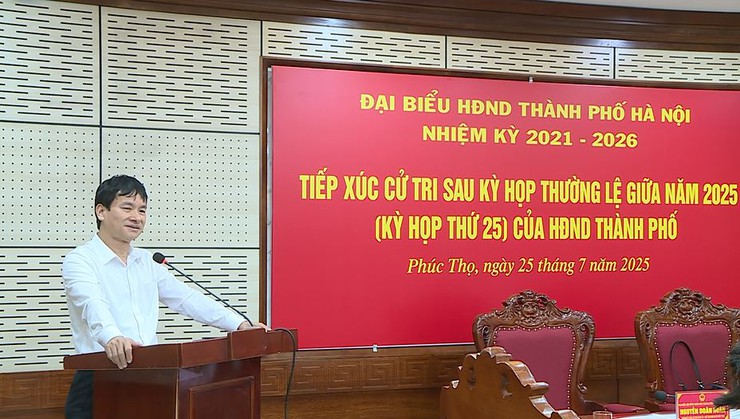 ĐẠI BIỂU HĐND THÀNH PHỐ HÀ NỘI
NHIỆM KỲ 2021 - 2026
TIẾP XÚC CỬ TRI SAU KỲ HỌP THƯỜNG LỆ GIỮA NĂM 2025
(KỲ HỌP THỨ 25) CỦA HĐND THÀNH PHỐ
Phúc Thọ, ngày 25 tháng 7 năm 2025
NGUYỄN DOÃN